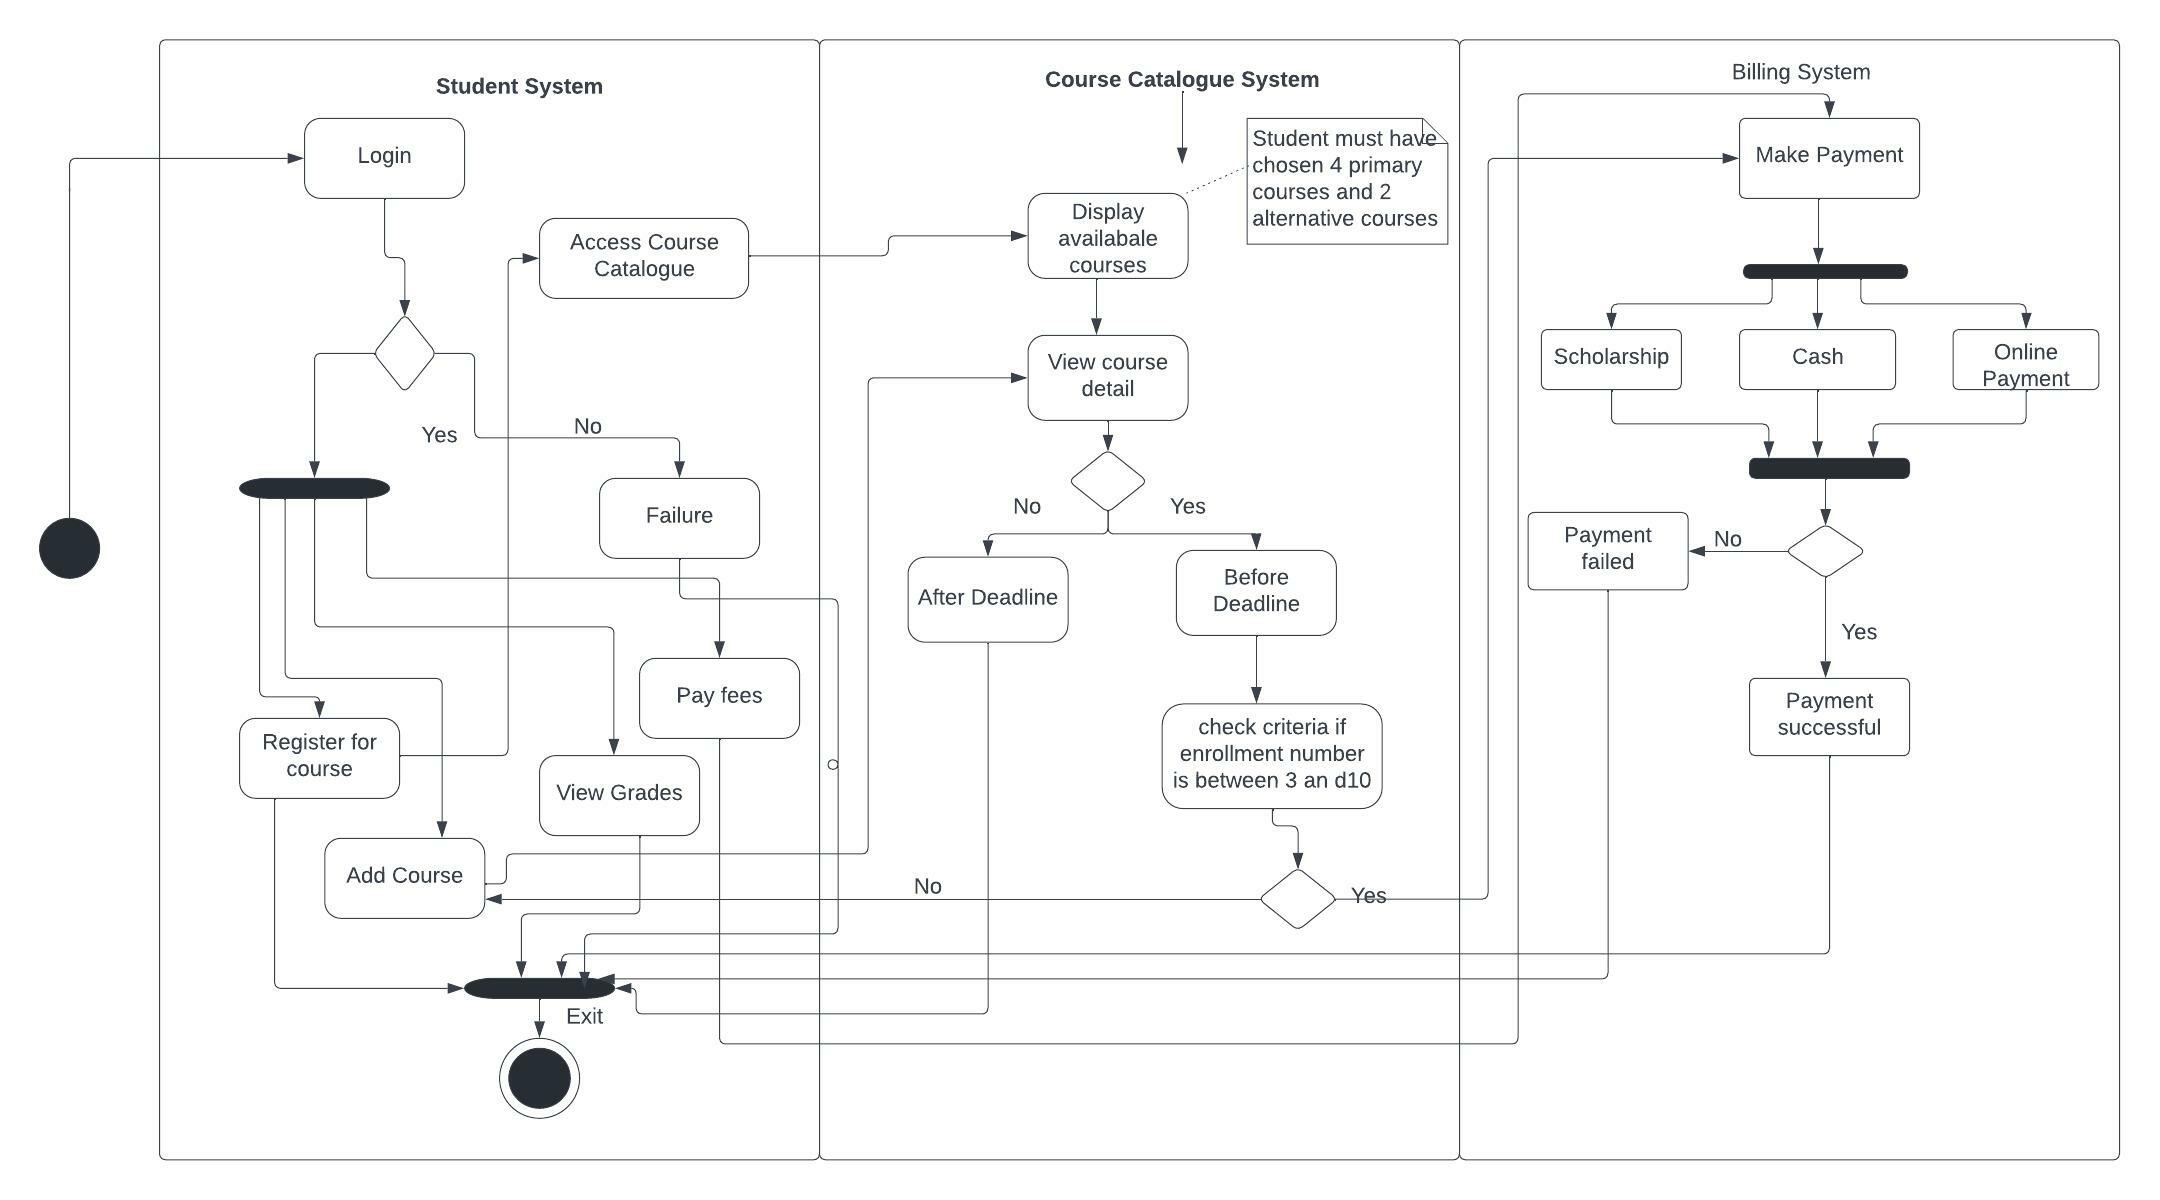 Student System
Login
Access Course
Catalogue
Yes
No
Failure
Pay fees
Register for
course
View Grades
Add Course
Exit
Course Catalogue System
Student must have
chosen 4 primary
courses and 2
alternative courses
Display
availabale
courses
View course
detail
No
Yes
After Deadline
Before
Deadline
check criteria if
enrollment number
is between 3 an d10
No
Yes
Billing System
Make Payment
Scholarship
Cash
Online
Payment
Payment
failed
No
Yes
Payment
successful